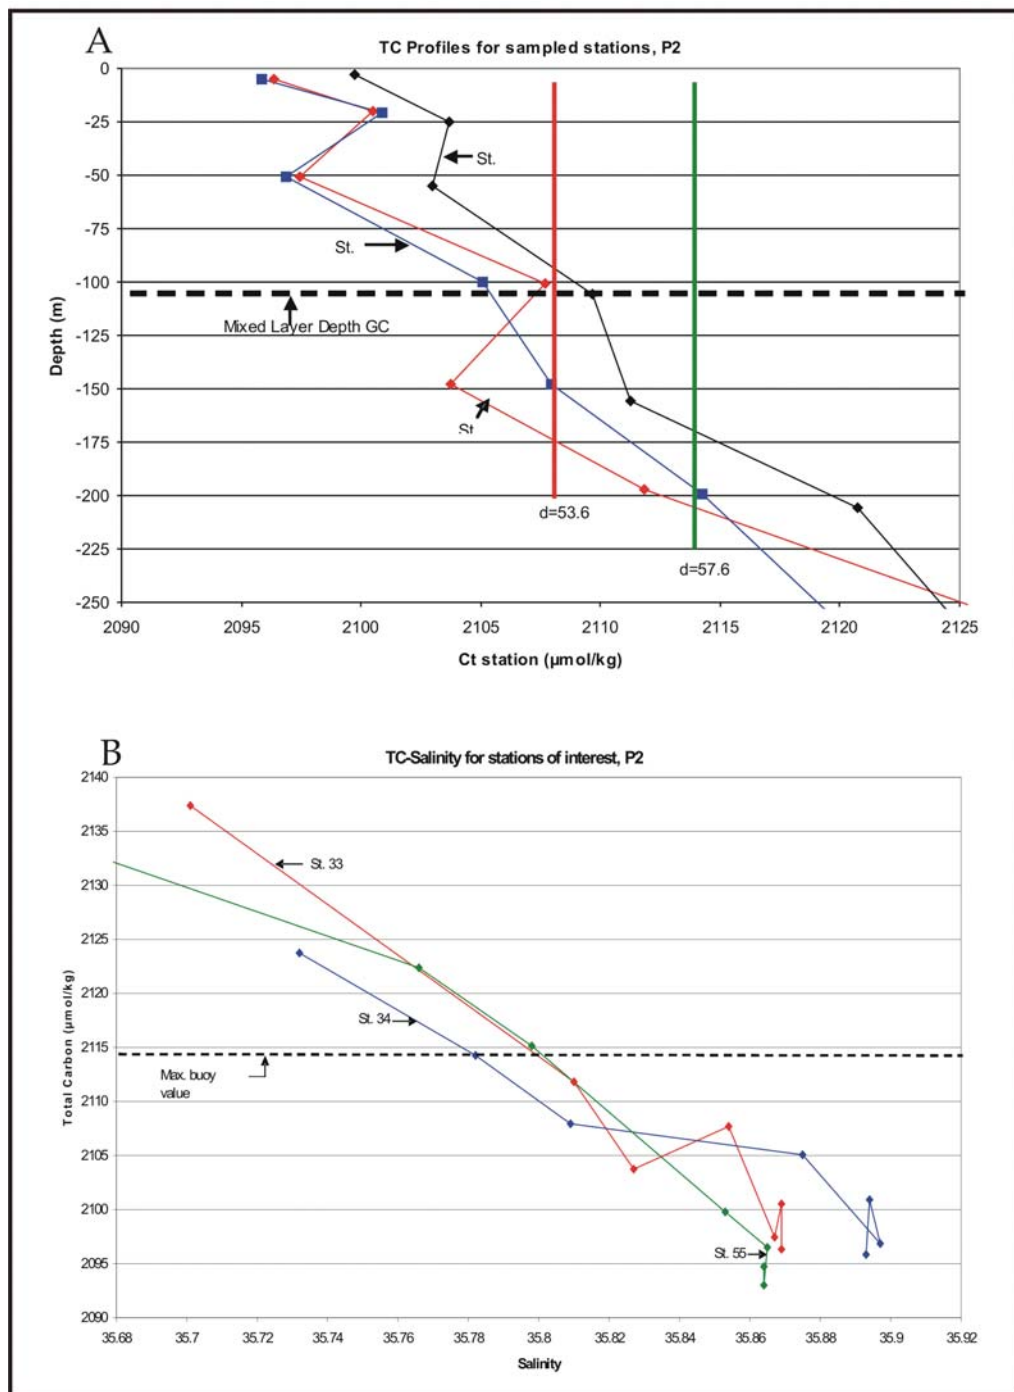 A
TC Profiles for sampled stations, P2
0
-25
-50
-75
-100
-125
-150
-175
-200
-225
-250
Depth (m)
St.
St.
Mixed Layer Depth GC
St.
d=53.6
d=57.6
2090
2095
2100
2105
2110
2115
2120
2125
Ct station (µmol/kg)
B
TC-Salinity for stations of interest, P2
2140
2135
2130
2125
2120
2115
2110
2105
2100
2095
2090
Total Carbon (µmol/kg)
St. 33
St. 34
Max. buoy
value
St. 55
35.68
35.7
35.72
35.74
35.76
35.78
35.8
35.82
35.84
35.86
35.88
35.9
35.92
Salinity